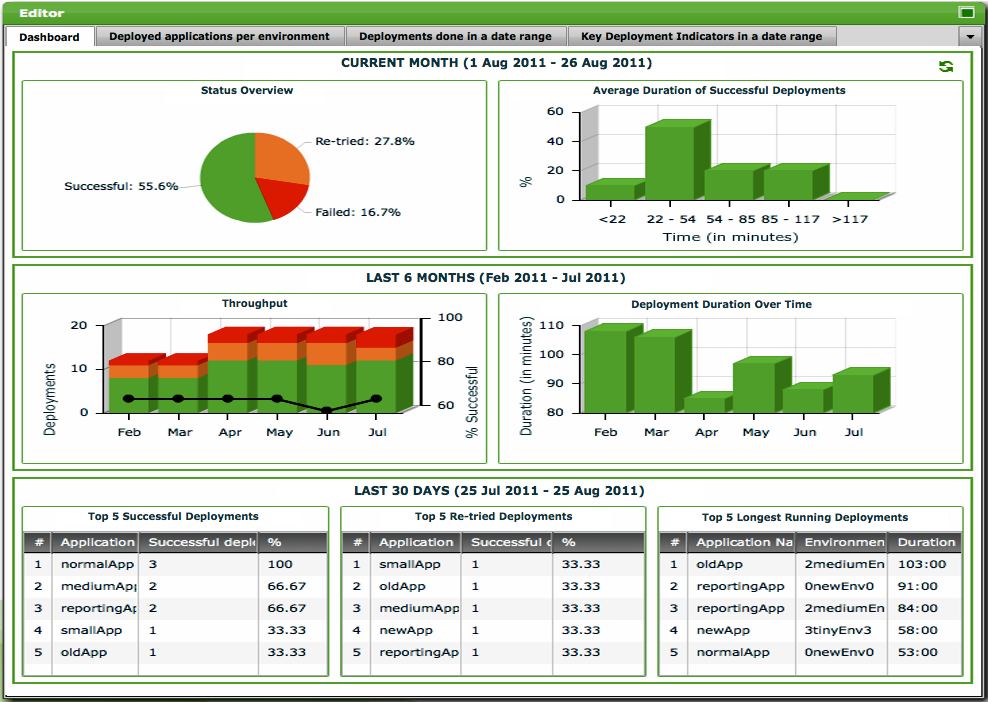 Editor
Dashboard
Deployed applications per environment
Deployments done in a date range
Key Deployment Indicators in a date range
CURRENT MONTH (1 Aug 2011 - 26 Aug 2011)
Status Overview
Re-tried: 27.8%
Successful: 55.6%
Failed: 16.7%
Average Duration of Successful Deployments
60
40
20
0
%
<22 22 - 54 54 - 85 85 - 117 >117
Time (in minutes)
LAST 6 MONTHS (Feb 2011 - Jul 2011)
Throughput
20
10
0
Deployments
100
80
60
% Successful
Feb Mar Apr May Jun Jul
Deployment Duration Over Time
110
100
90
80
Duration (in minutes)
Feb Mar Apr May Jun Jul
LAST 30 DAYS (25 Jul 2011 - 25 Aug 2011)
Top 5 Successful Deployments
# Application Successful depl %
1 normalApp 3 100
2 mediumApp 2 66.67
3 reportingAp 2 66.67
4 smallApp 1 33.33
5 oldApp 1 33.33
Top 5 Re-tried Deployments
# Application Successful d %
1 smallApp 1 33.33
2 oldApp 1 33.33
3 mediumApp 1 33.33
4 newApp 1 33.33
5 reportingAp 1 33.33
Top 5 Longest Running Deployments
# Application Na Environmen Duration
1 oldApp 2mediumEn 103:00
2 reportingApp 0newEnv0 91:00
3 reportingApp 2mediumEn 84:00
4 newApp 3tinyEnv3 58:00
5 normalApp 0newEnv0 53:00